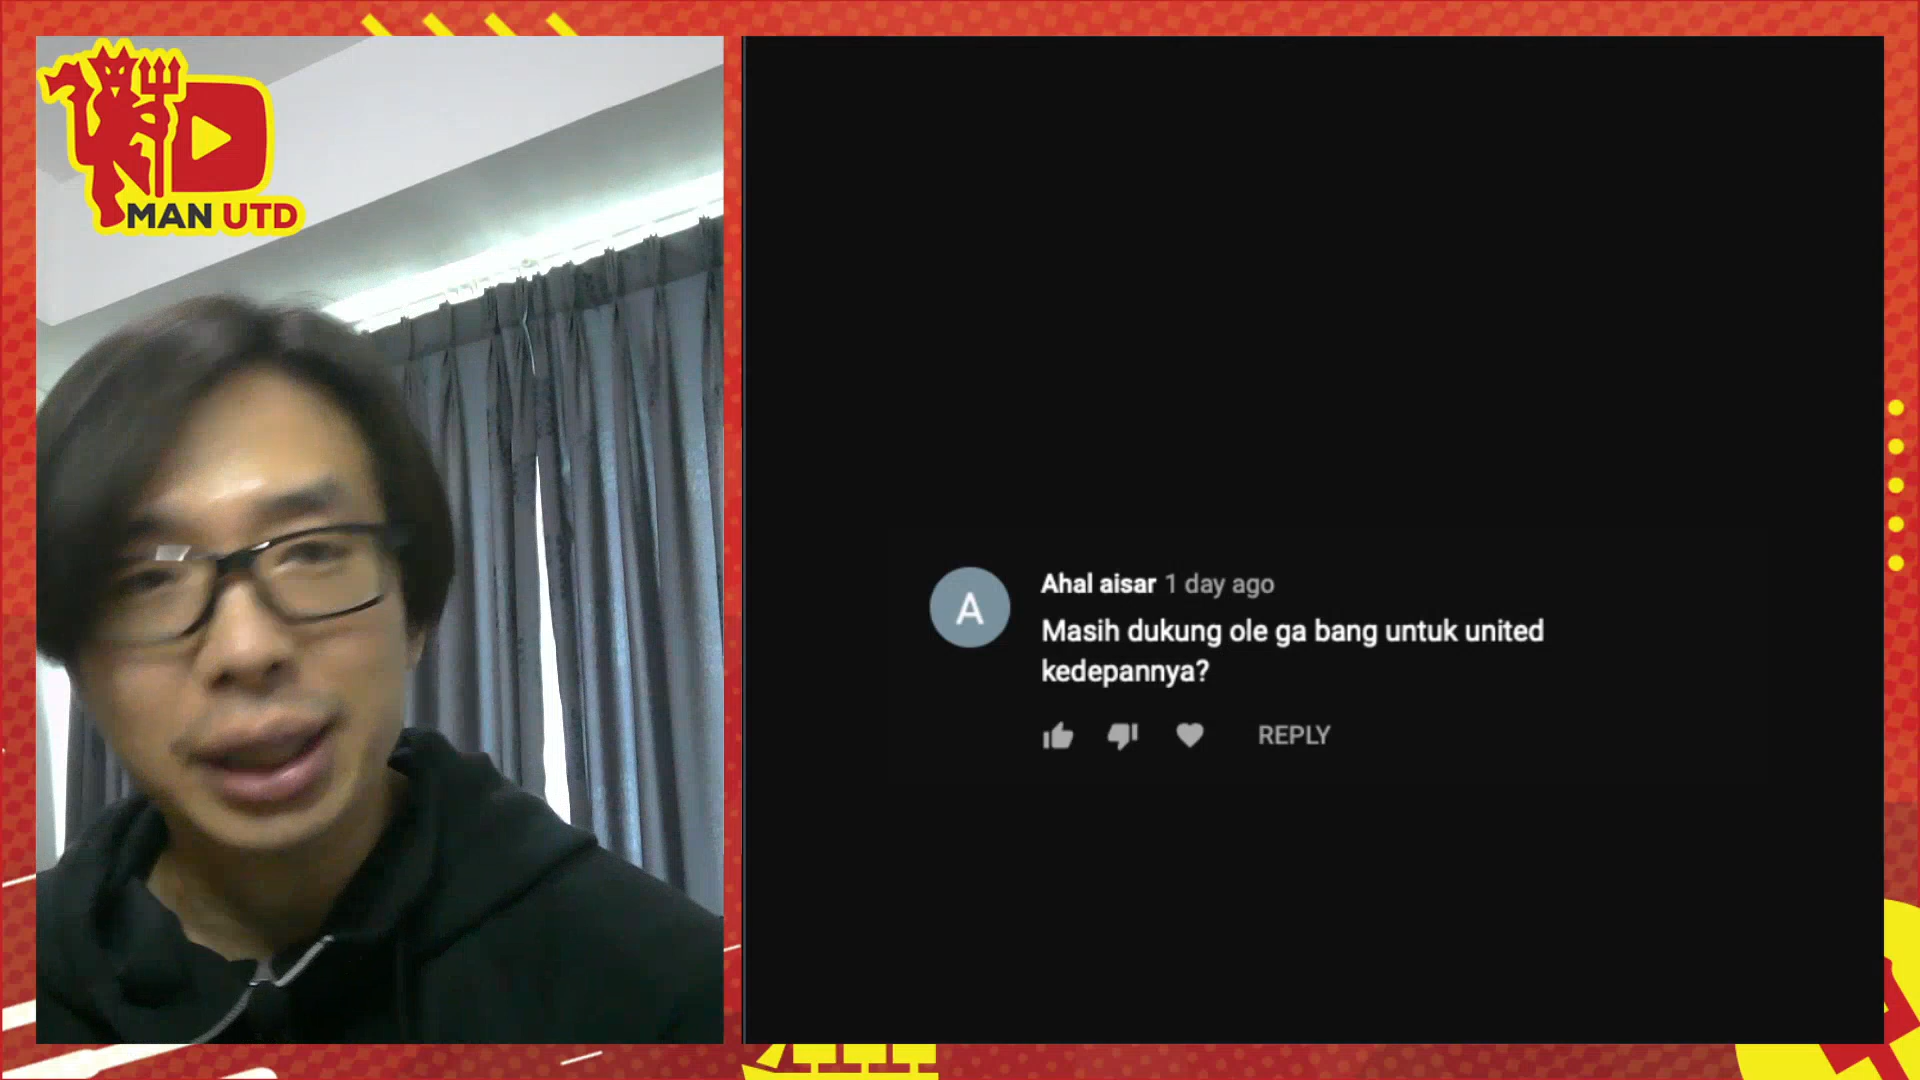 MAN UTD
A
Ahal aisar 1 day ago
Masih dukung ole ga bang untuk united
kedepannya?
REPLY